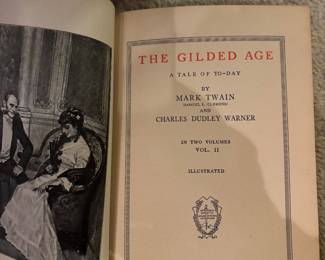 THE GILDED AGE
A TALE OF TO-DAY
BY
MARK TWAIN
(SAMUEL L. CLEMENS)
AND
CHARLES DUDLEY WARNER
IN TWO VOLUMES
VOL. II
ILLUSTRATED